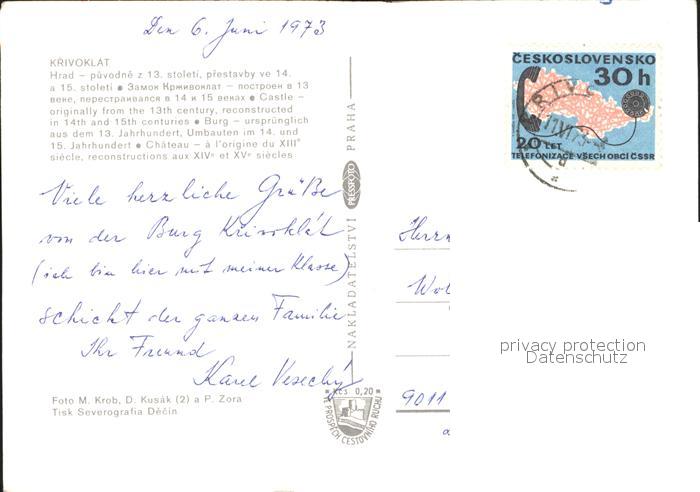 Den 6. Juni 1973
KŘIVOKLÁT
Hrad – původně z 13. století, přestavby ve 14.
a 15. století ● Замок Крживоклат – построен в 13
веке, перестраивался в 14 и 15 веках ● Castle –
originally from the 13th century, reconstructed
in 14th and 15th centuries ● Burg – ursprünglich
aus dem 13. Jahrhundert, Umbauten im 14. und
15. Jahrhundert ● Château – à l'origine du XIIIe
siècle, reconstructions aux XIVe et XVe siècles
Viele herzliche Grüße
von der Burg Křivoklát
(ich bin hier mit meiner Klasse)
schickt der ganzen Familie
Ihr Freund
Karel Vesechý
Foto M. Krob, D. Kusák (2) a P. Zora
Tisk Severografia Děčín
NAKLADATELSTVÍ PRESSFOTO PRAHA
Kčs 0,20
VE PROSPĚCH CESTOVNÍHO RUCHU
ČESKOSLOVENSKO
30 h
20 LET
TELEFONIZACE VŠECH OBCÍ ČSSR
Herrn
Wol
9011
privacy protection
Datenschutz